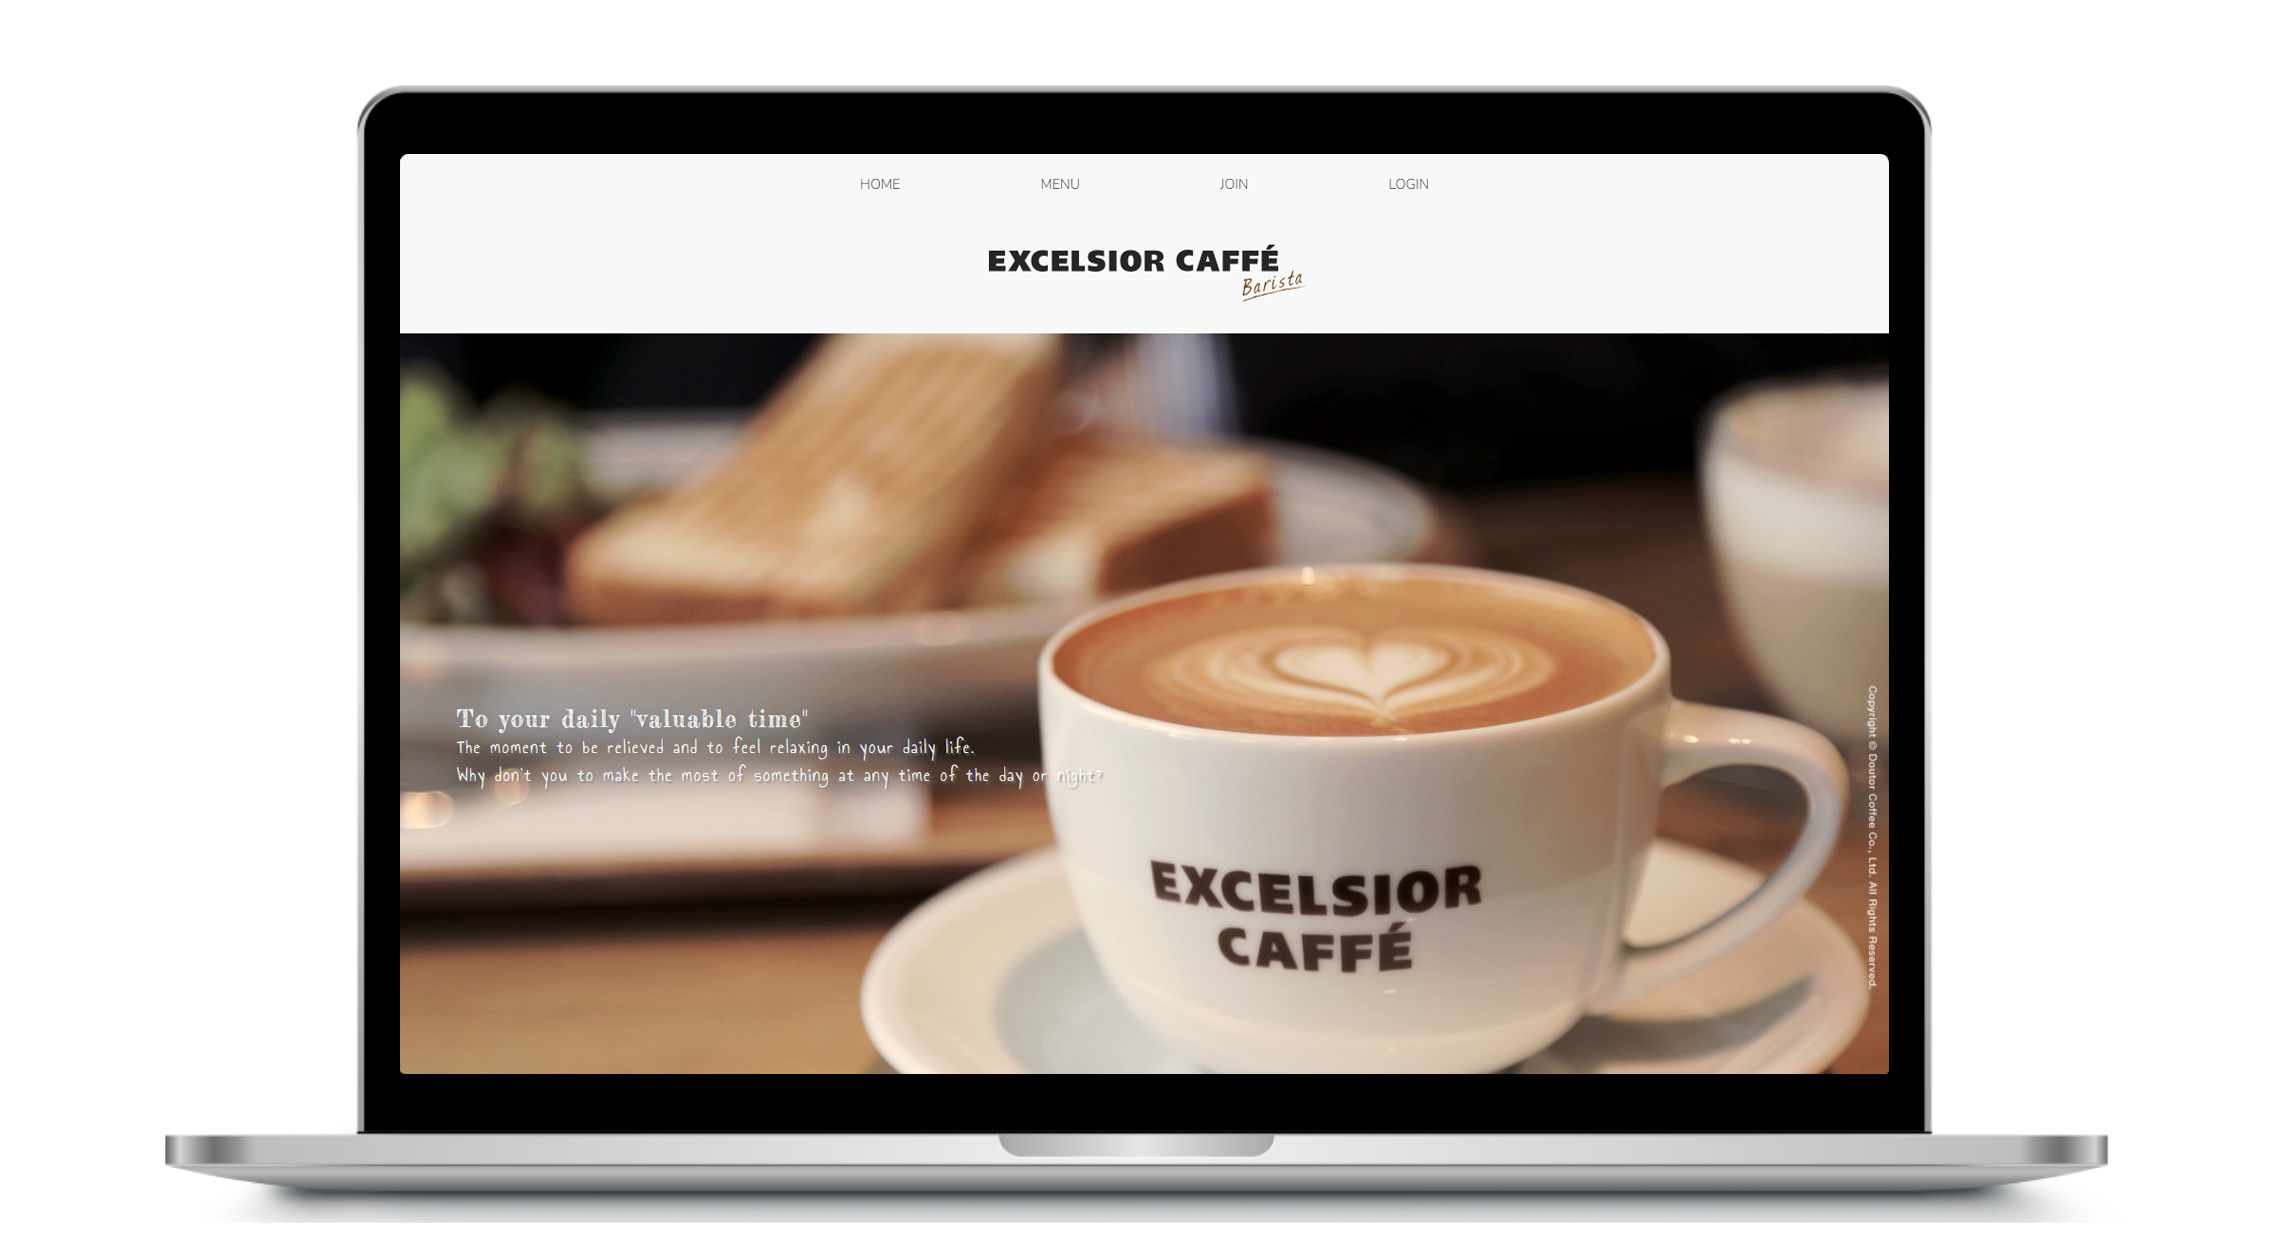 HOME MENU JOIN LOGIN
EXCELSIOR CAFFÉ
Barista
To your daily "valuable time"
The moment to be relieved and to feel relaxing in your daily life.
Why don't you to make the most of something at any time of the day or night?
EXCELSIOR
CAFFÉ
Copyright © Doutor Coffee Co., Ltd. All Rights Reserved.